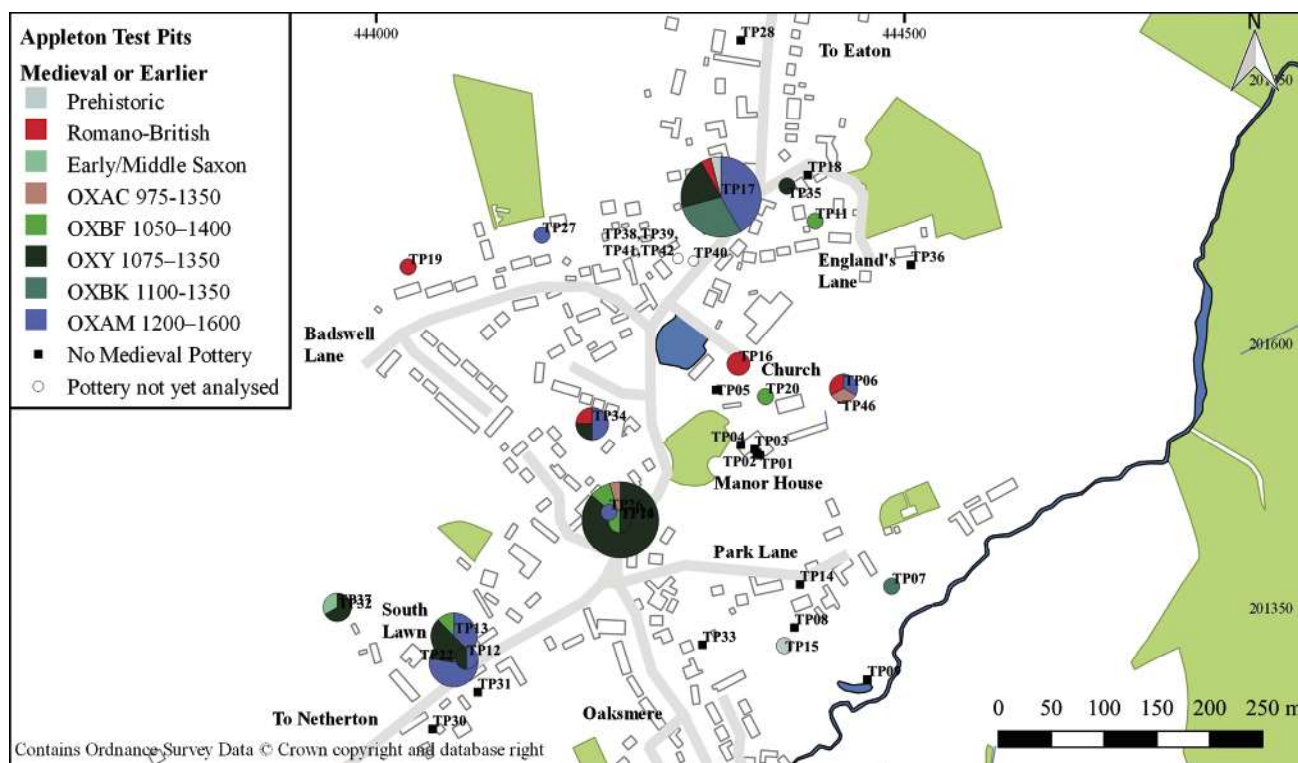 Appleton Test Pits
Medieval or Earlier
Prehistoric
Romano-British
Early/Middle Saxon
OXAC 975-1350
OXBF 1050–1400
OXY 1075–1350
OXBK 1100-1350
OXAM 1200–1600
No Medieval Pottery
Pottery not yet analysed
444000
444500
N
TP28
To Eaton
TP17
TP18
TP35
TP11
TP27
TP38,TP39,
TP41,TP42
TP40
TP19
England's
Lane
TP36
Badswell
Lane
201600
TP16
Church
TP05
TP20
TP06
TP46
TP34
TP04
TP03
TP02
TP01
Manor House
Park Lane
TP14
TP07
201350
TP37
TP32
South
Lawn
TP13
TP12
TP08
TP33
TP15
TP31
TP09
To Netherton
TP30
Oaksmere
0 50 100 150 200 250 m
Contains Ordnance Survey Data © Crown copyright and database right